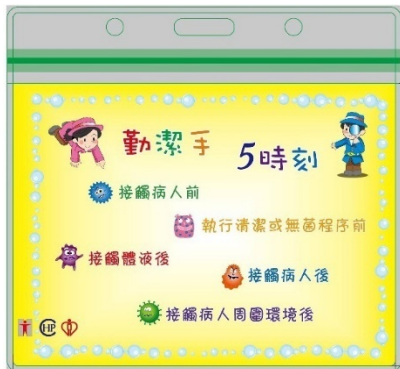 勤潔手 5時刻
接觸病人前
執行清潔或無菌程序前
接觸體液後
接觸病人後
接觸病人周圍環境後
CHP